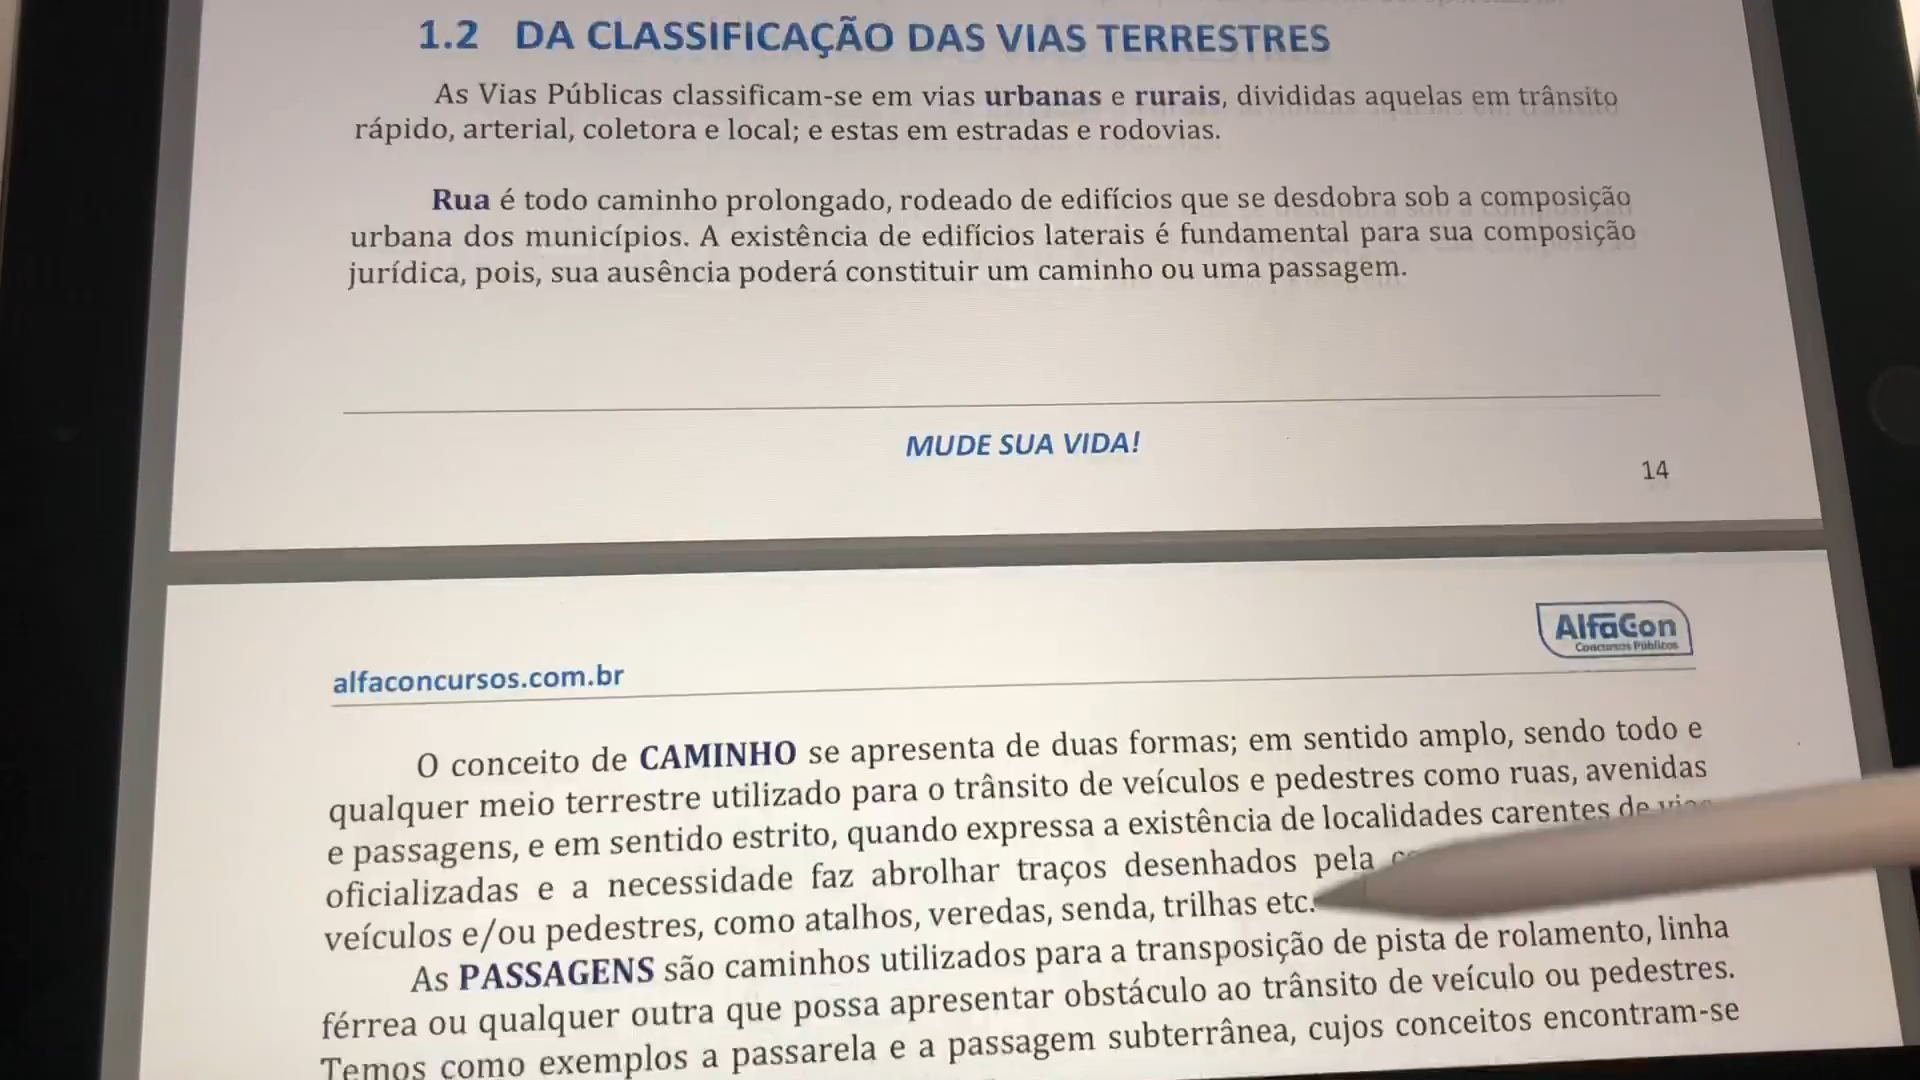 1.2 DA CLASSIFICAÇÃO DAS VIAS TERRESTRES
As Vias Públicas classificam-se em vias urbanas e rurais, divididas aquelas em trânsito
rápido, arterial, coletora e local; e estas em estradas e rodovias.
Rua é todo caminho prolongado, rodeado de edifícios que se desdobra sob a composição
urbana dos municípios. A existência de edifícios laterais é fundamental para sua composição
jurídica, pois, sua ausência poderá constituir um caminho ou uma passagem.
MUDE SUA VIDA!
14
AlfaCon
Concursos Públicos
alfaconcursos.com.br
O conceito de CAMINHO se apresenta de duas formas; em sentido amplo, sendo todo e
qualquer meio terrestre utilizado para o trânsito de veículos e pedestres como ruas, avenidas
e passagens, e em sentido estrito, quando expressa a existência de localidades carentes de
oficializadas e a necessidade faz abrolhar traços desenhados pela
veículos e/ou pedestres, como atalhos, veredas, senda, trilhas etc.
As PASSAGENS são caminhos utilizados para a transposição de pista de rolamento, linha
férrea ou qualquer outra que possa apresentar obstáculo ao trânsito de veículo ou pedestres.
Temos como exemplos a passarela e a passagem subterrânea, cujos conceitos encontram-se